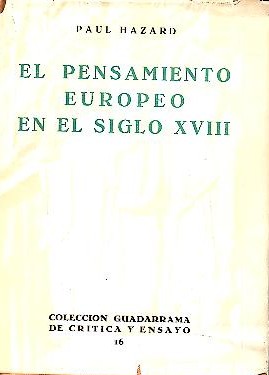 PAUL HAZARD
EL PENSAMIENTO
EUROPEO
EN EL SIGLO XVIII
COLECCION GUADARRAMA
DE CRITICA Y ENSAYO
16